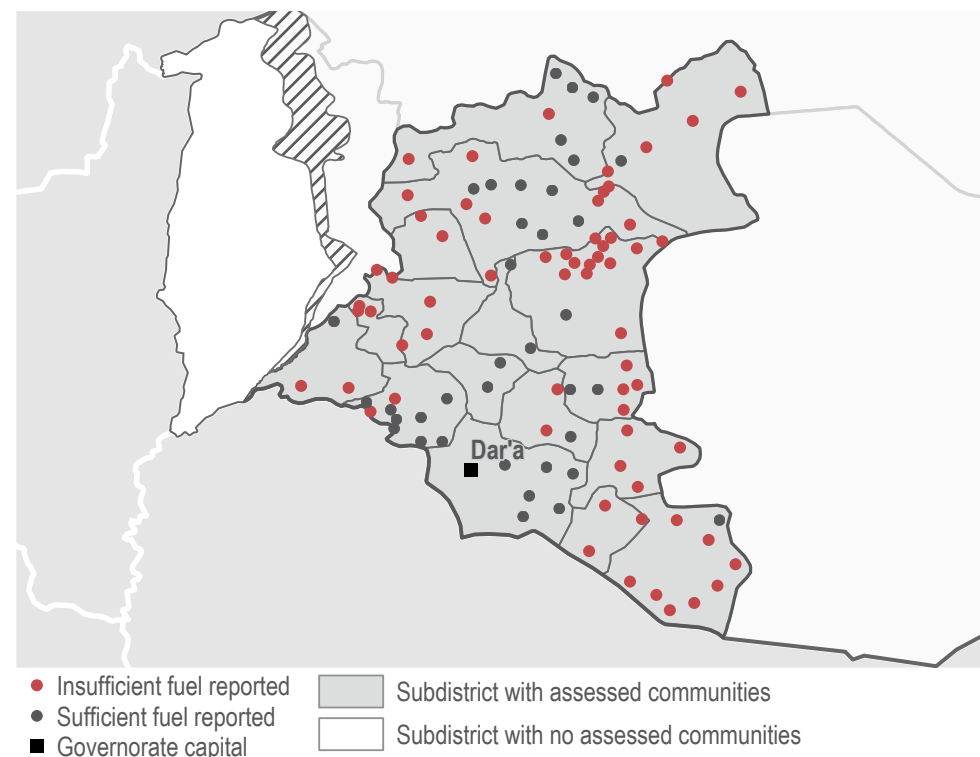 Dar'a
Insufficient fuel reported
Sufficient fuel reported
Governorate capital
Subdistrict with assessed communities
Subdistrict with no assessed communities